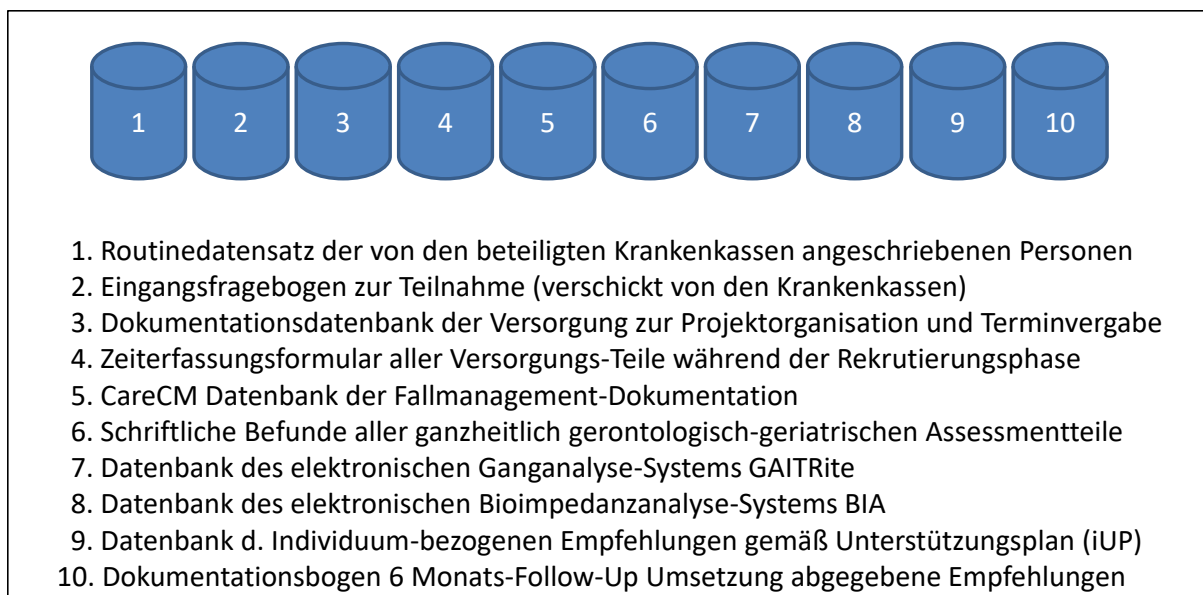 1 2 3 4 5 6 7 8 9 10
1. Routinedatensatz der von den beteiligten Krankenkassen angeschriebenen Personen
2. Eingangsfragebogen zur Teilnahme (verschickt von den Krankenkassen)
3. Dokumentationsdatenbank der Versorgung zur Projektorganisation und Terminvergabe
4. Zeiterfassungsformular aller Versorgungs-Teile während der Rekrutierungsphase
5. CareCM Datenbank der Fallmanagement-Dokumentation
6. Schriftliche Befunde aller ganzheitlich gerontologisch-geriatrischen Assessmentteile
7. Datenbank des elektronischen Ganganalyse-Systems GAITRite
8. Datenbank des elektronischen Bioimpedanzanalyse-Systems BIA
9. Datenbank d. Individuum-bezogenen Empfehlungen gemäß Unterstützungsplan (iUP)
10. Dokumentationsbogen 6 Monats-Follow-Up Umsetzung abgegebene Empfehlungen